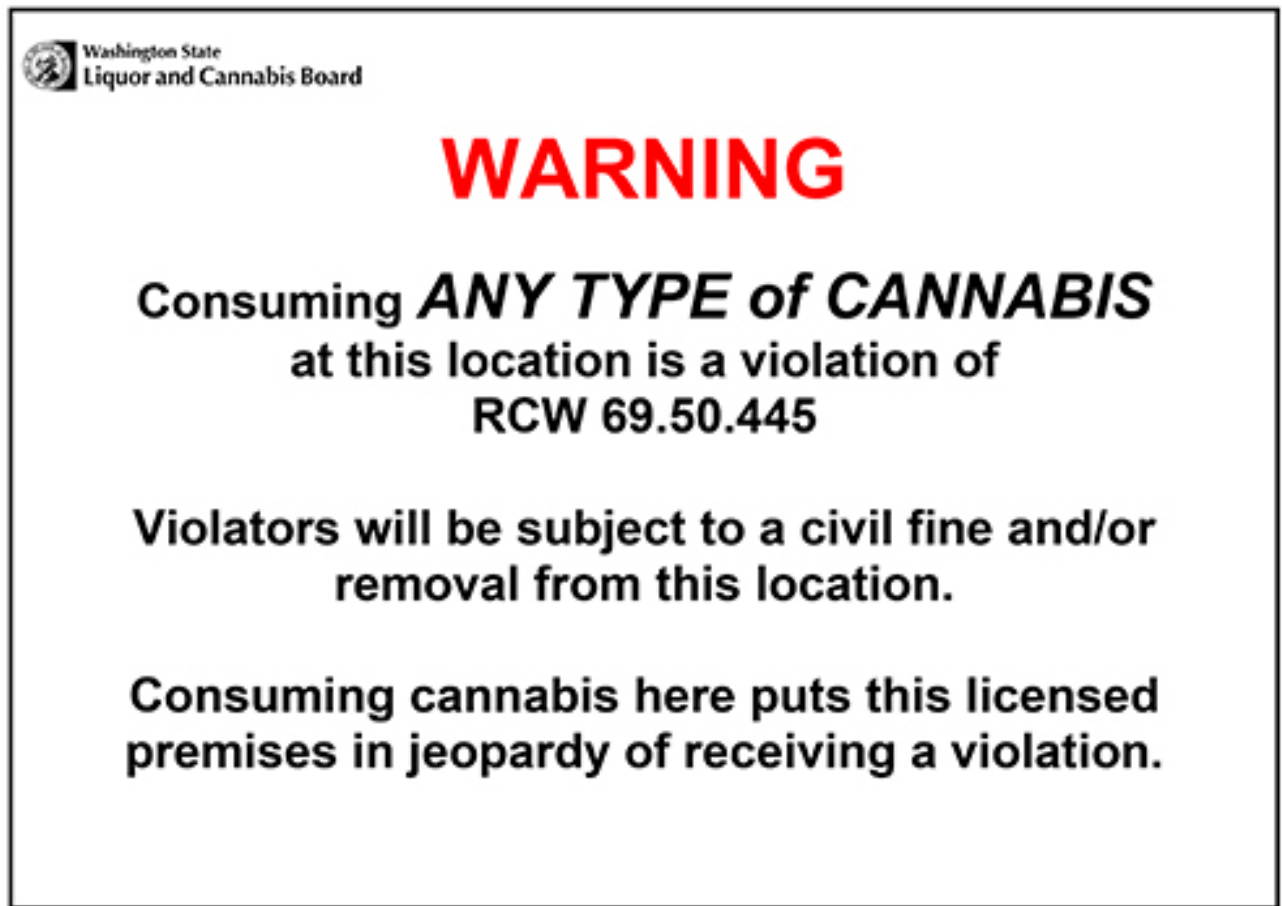 Washington State
Liquor and Cannabis Board
WARNING
Consuming ANY TYPE of CANNABIS
at this location is a violation of
RCW 69.50.445
Violators will be subject to a civil fine and/or
removal from this location.
Consuming cannabis here puts this licensed
premises in jeopardy of receiving a violation.